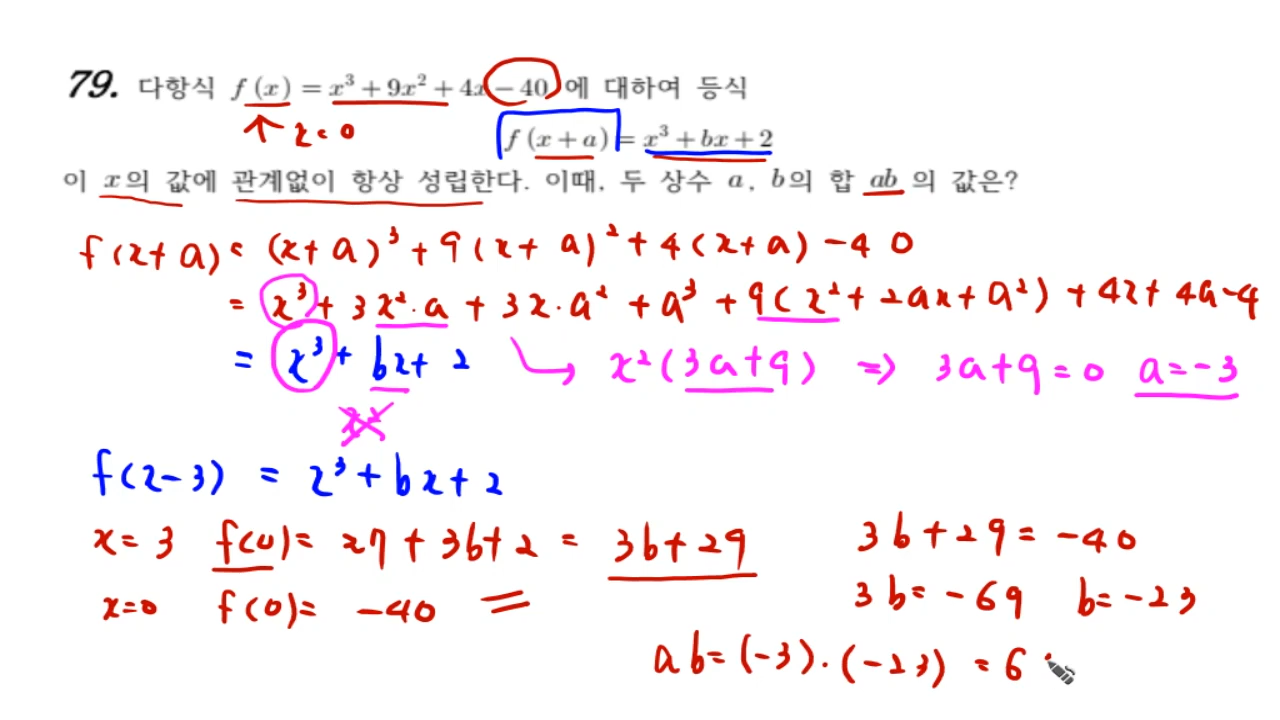 79. 다항식 f(x) = x³ + 9x² + 4x − 40 에 대하여 등식
↑ x=0
f(x+a) = x³ + bx + 2
이 x의 값에 관계없이 항상 성립한다. 이때, 두 상수 a, b의 합 ab 의 값은?
f(x+a) = (x+a)³ + 9(x+a)² + 4(x+a) − 40
= x³ + 3x²·a + 3x·a² + a³ + 9(x² + 2ax + a²) + 4x + 4a − 4
= x³ + bx + 2 → x²(3a+9) ⇒ 3a+9=0 a=−3
f(x−3) = x³ + bx + 2
x=3 f(0) = 27 + 3b + 2 = 3b+29 3b+29=−40
x=0 f(0) = −40 3b=−69 b=−23
ab=(−3)·(−23) = 6